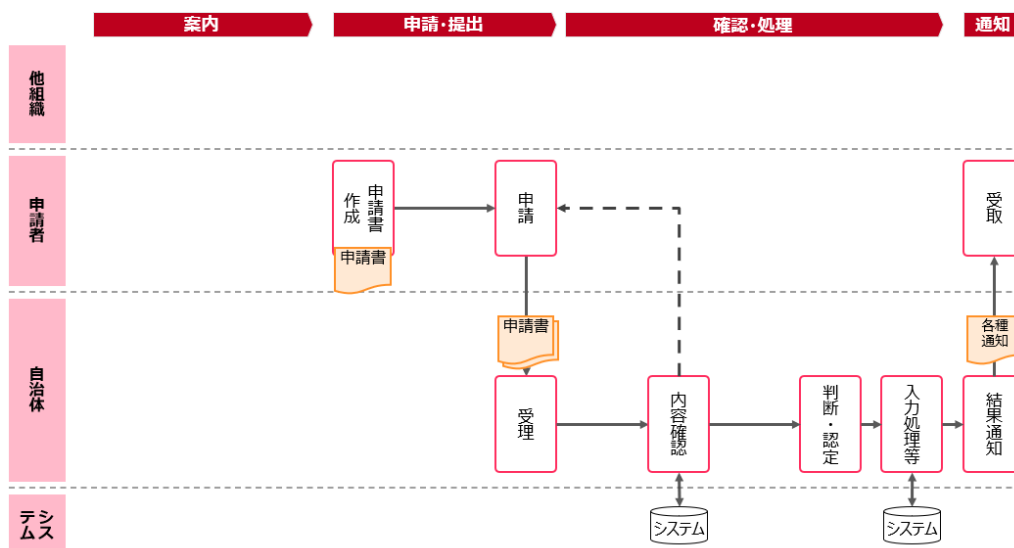 案内
申請・提出
確認・処理
通知
他組織
申請者
申請書
作成
申請書
申請
受取
自治体
申請書
各種
通知
受理
内容確認
判断・認定
入力処理等
結果通知
シス
テム
システム
システム